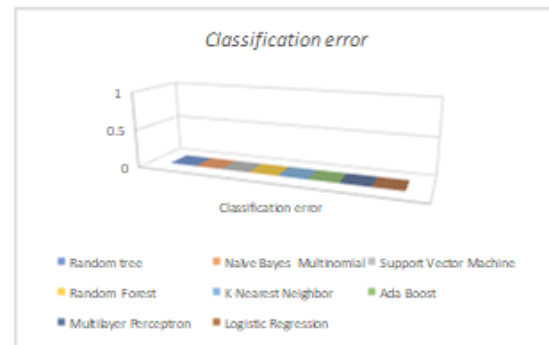 Classification error
1
0.5
0
Classification error
Random tree Naïve Bayes Multinomial Support Vector Machine
Random Forest K-Nearest Neighbor Ada Boost
Multilayer Perceptron Logistic Regression